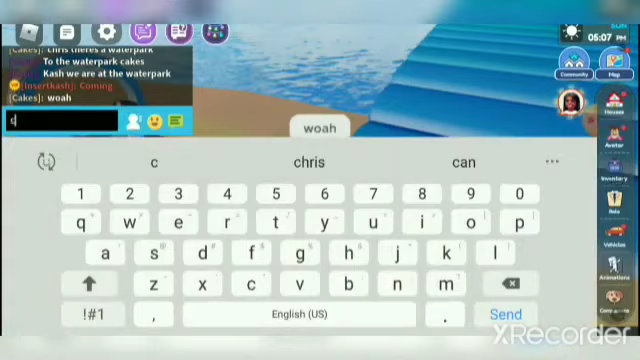 [Cakes]: Chris theres a waterpark
SUN
05:07 PM
To the waterpark cakes
Kash we are at the waterpark
[Insertkash]: Coming
[Cakes]: woah
Community
Map
Houses
c
woah
Avatar
c
chris
can
...
Inventory
1 2 3 4 5 6 7 8 9 0
q w e r t y u i o p
Vehicles
a s d f g h j k l
Animations
z x c v b n m
!#1 , English (US) . Send
XRecorder